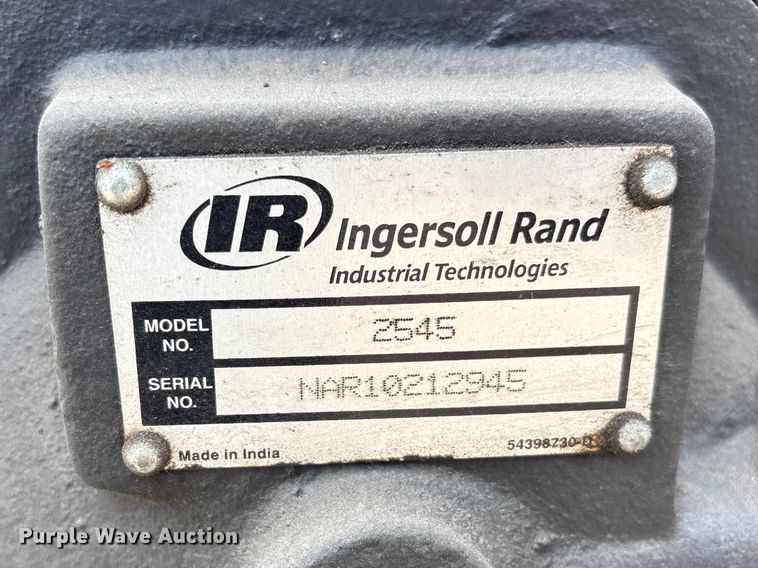 IR Ingersoll Rand
Industrial Technologies
MODEL NO. 2545
SERIAL NO. NAR10212945
Made in India
54398730-
Purple Wave Auction